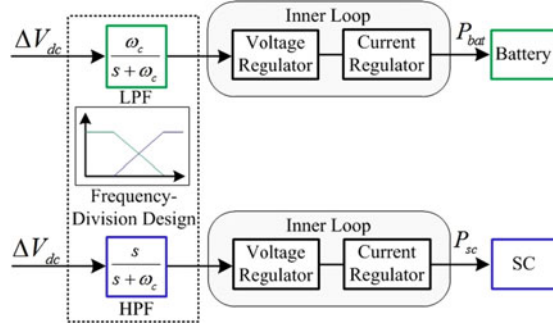 Inner Loop
ΔV_dc
ω_c / (s + ω_c)
LPF
Voltage Regulator
Current Regulator
P_bat
Battery
Frequency-
Division Design
Inner Loop
ΔV_dc
s / (s + ω_c)
HPF
Voltage Regulator
Current Regulator
P_sc
SC